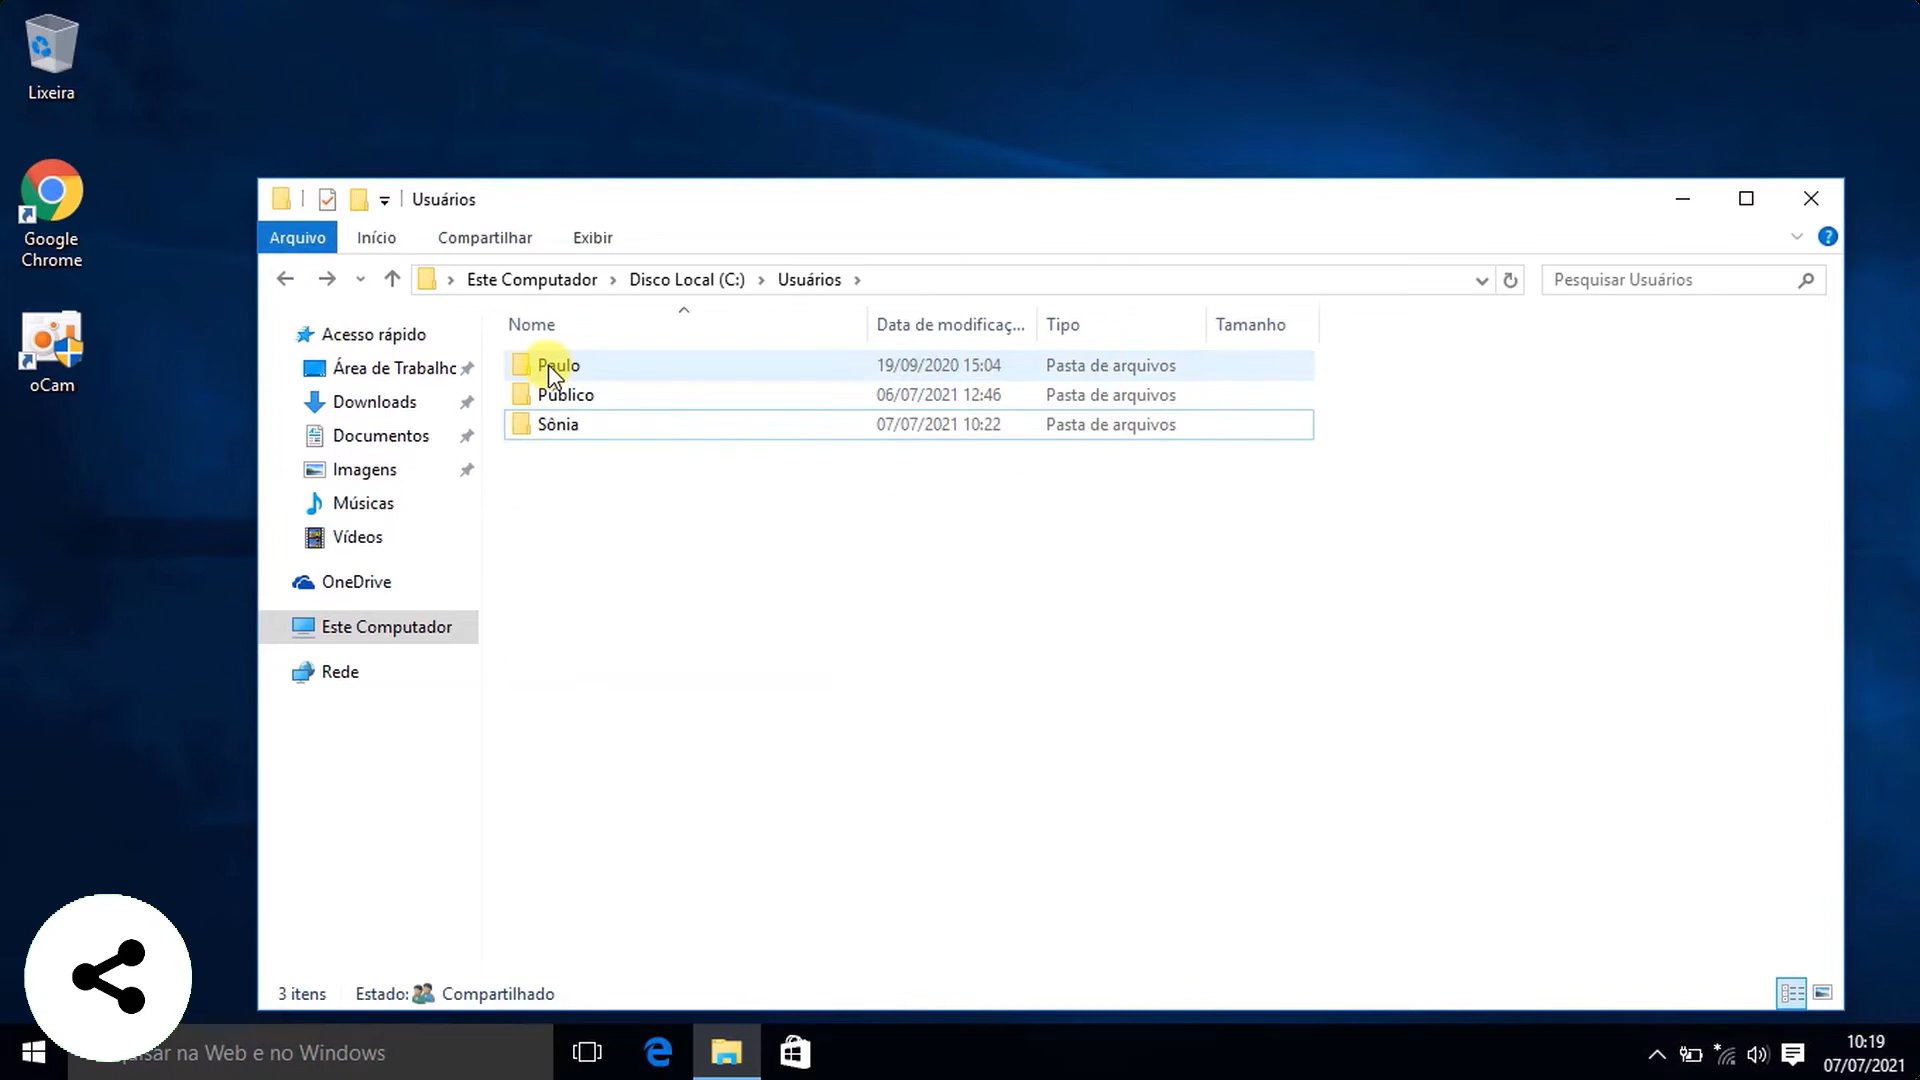 Lixeira
Google
Chrome
oCam
Usuários
Arquivo Início Compartilhar Exibir
Este Computador Disco Local (C:) Usuários
Pesquisar Usuários
Acesso rápido
Área de Trabalho
Downloads
Documentos
Imagens
Músicas
Vídeos
OneDrive
Este Computador
Rede
Nome Data de modificaç... Tipo Tamanho
Paulo 19/09/2020 15:04 Pasta de arquivos
Público 06/07/2021 12:46 Pasta de arquivos
Sônia 07/07/2021 10:22 Pasta de arquivos
3 itens Estado: Compartilhado
na Web e no Windows
10:19
07/07/2021